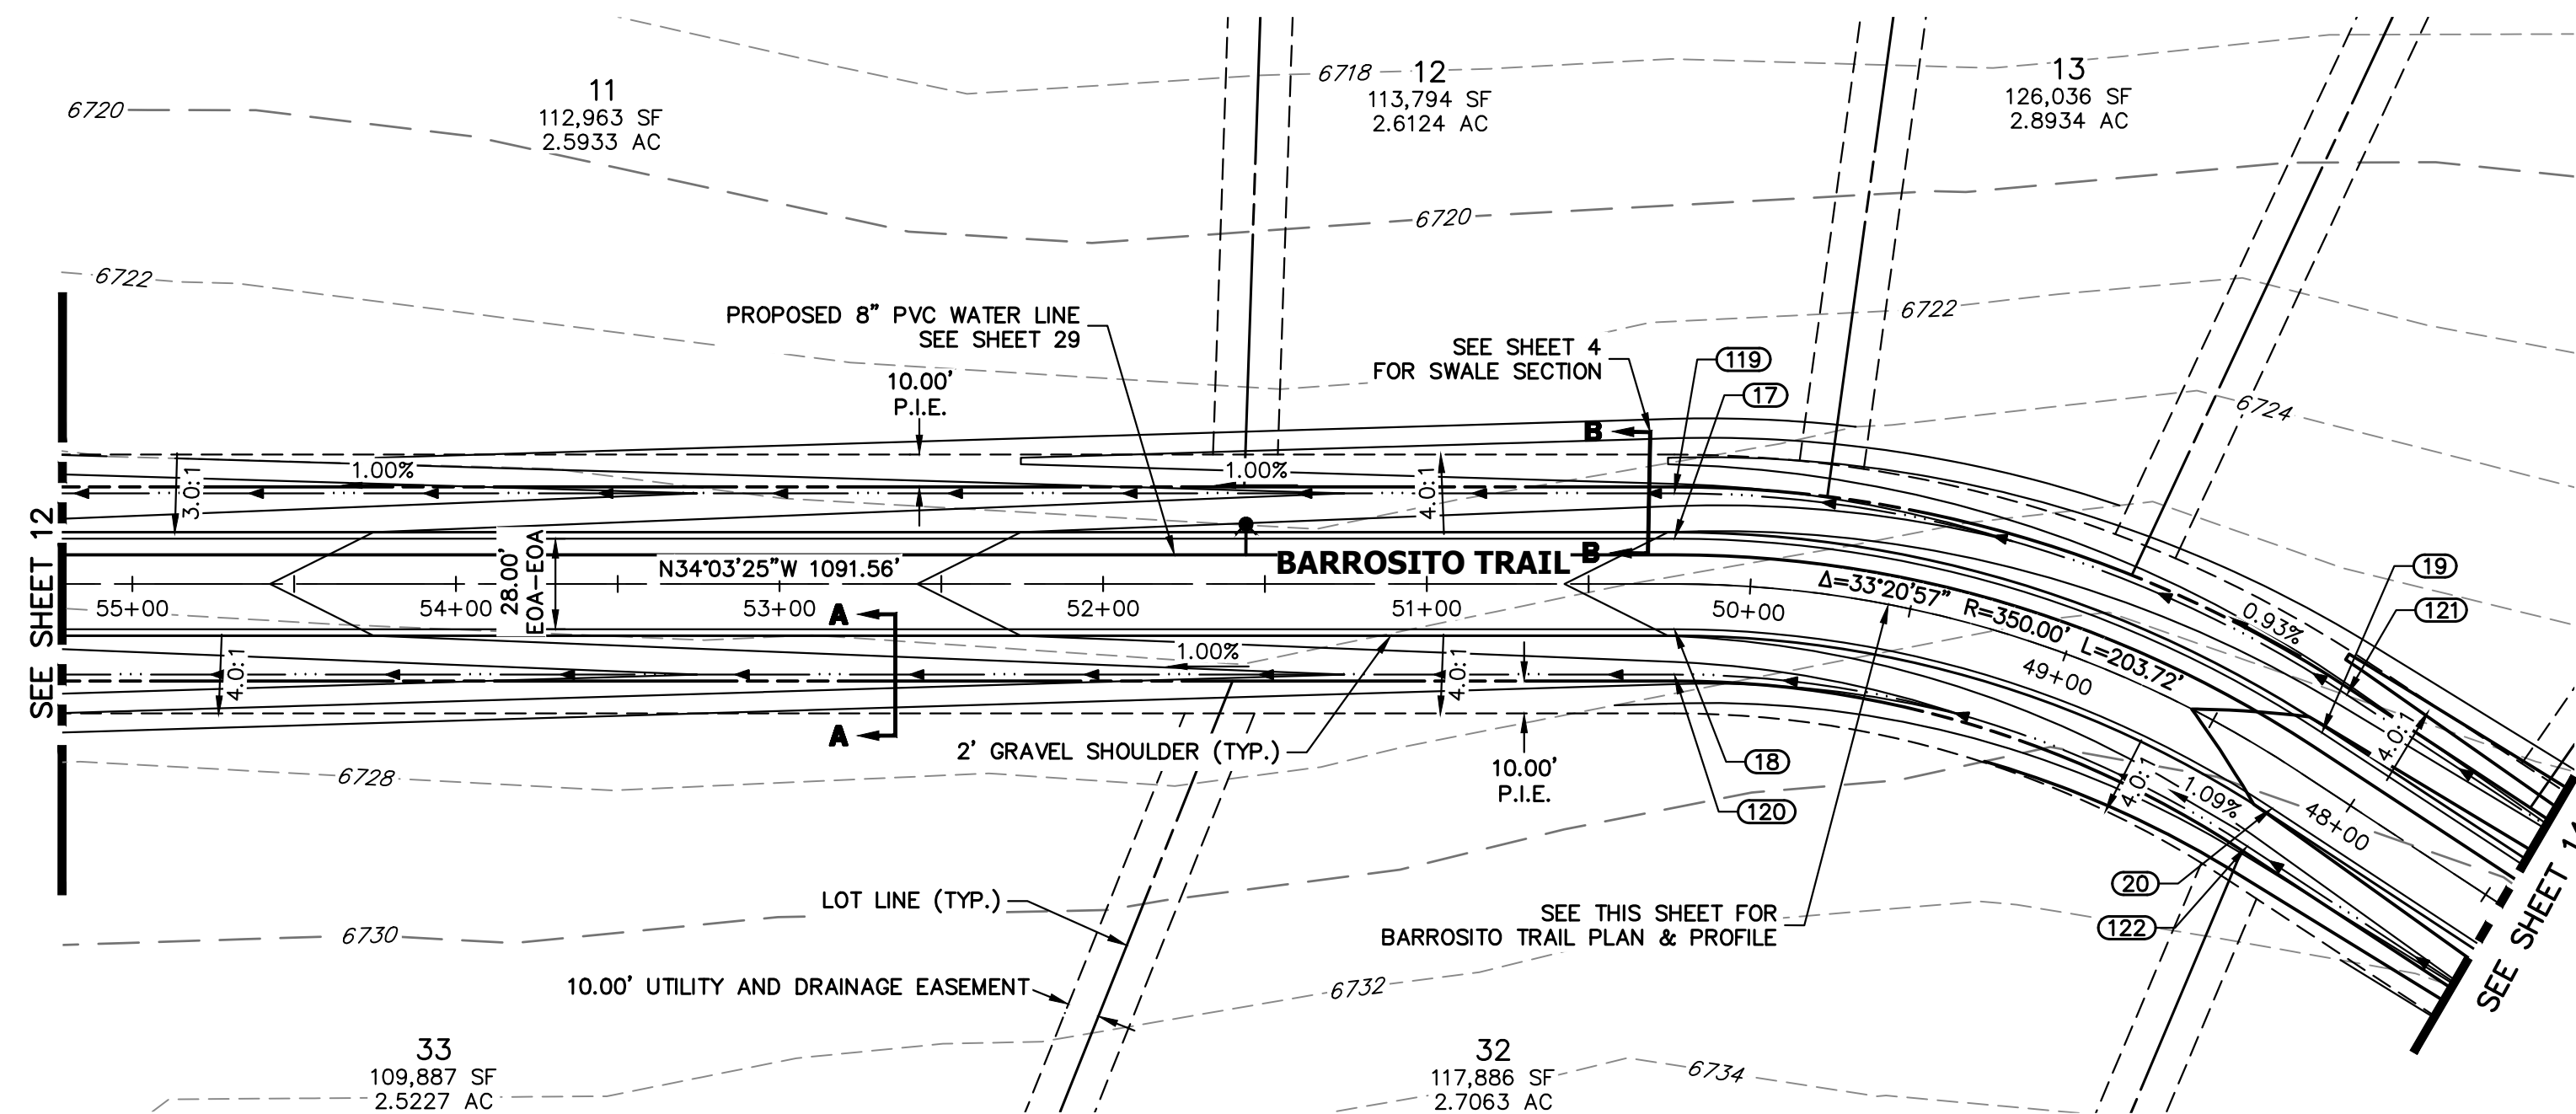 6718
12
113,794 SF
2.6124 AC
13
126,036 SF
2.8934 AC
11
112,963 SF
2.5933 AC
6720
6720
6722
6722
6724
PROPOSED 8" PVC WATER LINE
SEE SHEET 29
SEE SHEET 4
FOR SWALE SECTION
119
17
10.00'
P.I.E.
B
1.00%
1.00%
3.0:1
4.0:1
SEE SHEET 12
28.00'
EOA-EOA
N34°03'25"W 1091.56'
BARROSITO TRAIL
B
Δ=33°20'57" R=350.00' L=203.72'
19
121
0.93%
55+00
54+00
53+00
52+00
51+00
50+00
49+00
48+00
A
A
1.00%
4.0:1
4.0:1
4.0:1
4.0:1
1.09%
2' GRAVEL SHOULDER (TYP.)
10.00'
P.I.E.
18
120
20
122
6728
6730
LOT LINE (TYP.)
SEE THIS SHEET FOR
BARROSITO TRAIL PLAN & PROFILE
10.00' UTILITY AND DRAINAGE EASEMENT
6732
6734
SEE SHEET
33
109,887 SF
2.5227 AC
32
117,886 SF
2.7063 AC